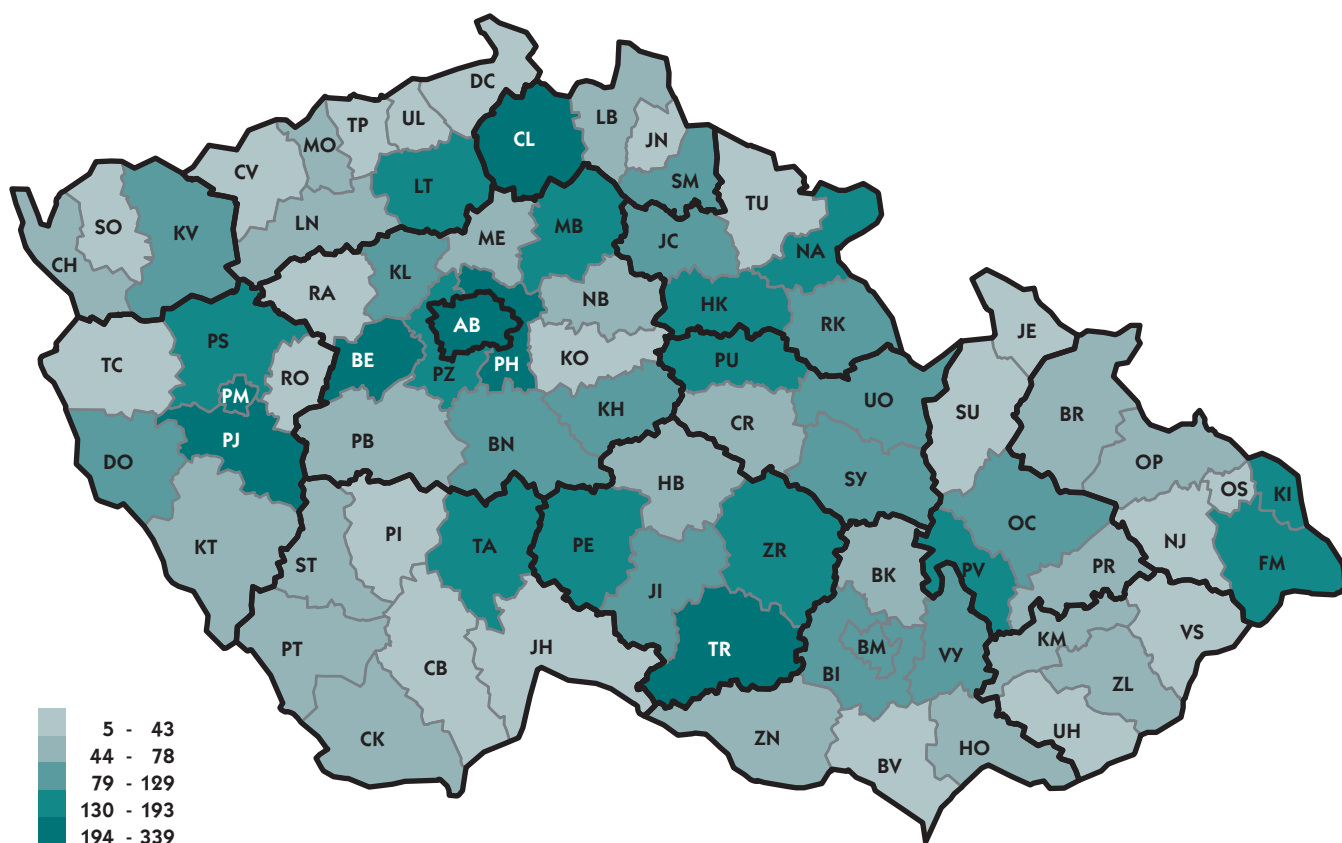 DC
TP
UL
LB
CL
JN
MO
CV
LT
SM
TU
SO
LN
KV
ME
MB
JC
NA
CH
KL
RA
NB
HK
RK
AB
PS
TC
BE
PH
KO
PU
JE
RO
PZ
PM
UO
SU
BR
KH
CR
PJ
PB
BN
DO
OP
HB
SY
OS
KI
OC
PI
TA
PE
ZR
NJ
KT
ST
BK
PV
PR
FM
JI
KM
VS
PT
CB
JH
TR
BM
VY
BI
ZL
CK
ZN
HO
UH
BV
5 - 43
44 - 78
79 - 129
130 - 193
194 - 339